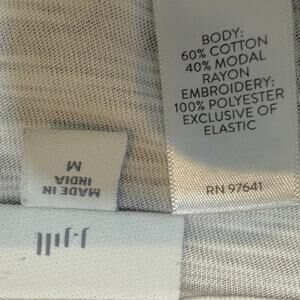 BODY:
60% COTTON
40% MODAL
RAYON
EMBROIDERY:
100% POLYESTER
EXCLUSIVE OF
ELASTIC
RN 97641
MADE IN
INDIA
M
j.jill